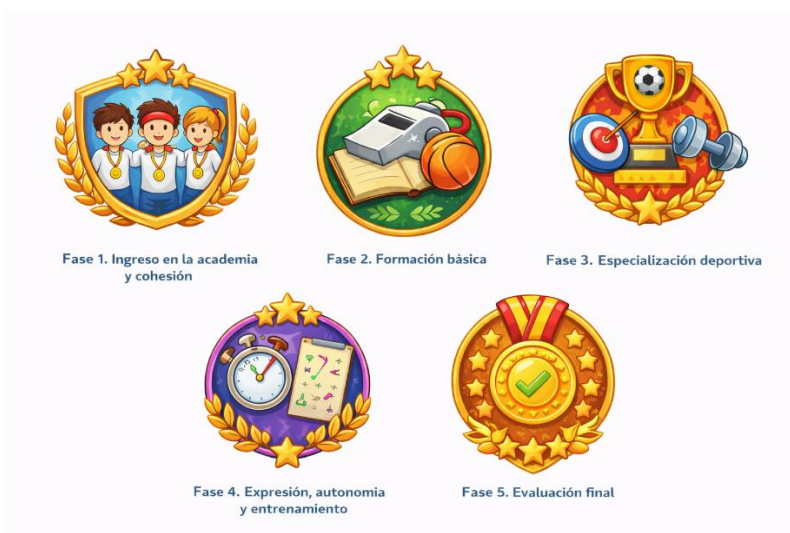 Fase 1. Ingreso en la academia
y cohesión
Fase 2. Formación bàsica
Fase 3. Especialización deportiva
Fase 4. Expresión, autonomia
y entrenamiento
Fase 5. Evaluación final